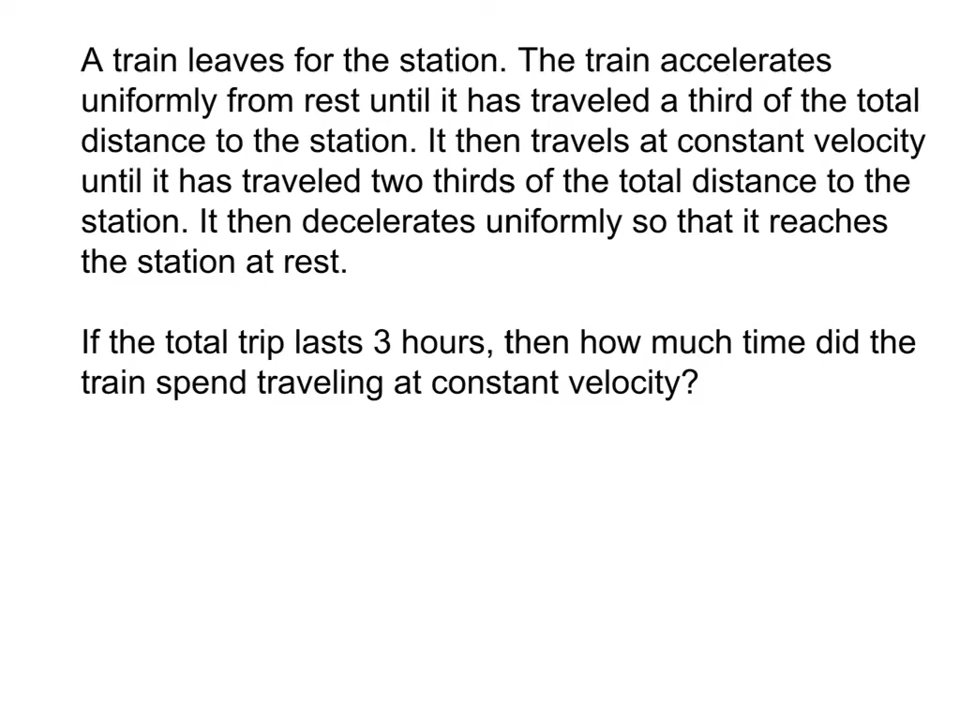 A train leaves for the station. The train accelerates
uniformly from rest until it has traveled a third of the total
distance to the station. It then travels at constant velocity
until it has traveled two thirds of the total distance to the
station. It then decelerates uniformly so that it reaches
the station at rest.
If the total trip lasts 3 hours, then how much time did the
train spend traveling at constant velocity?